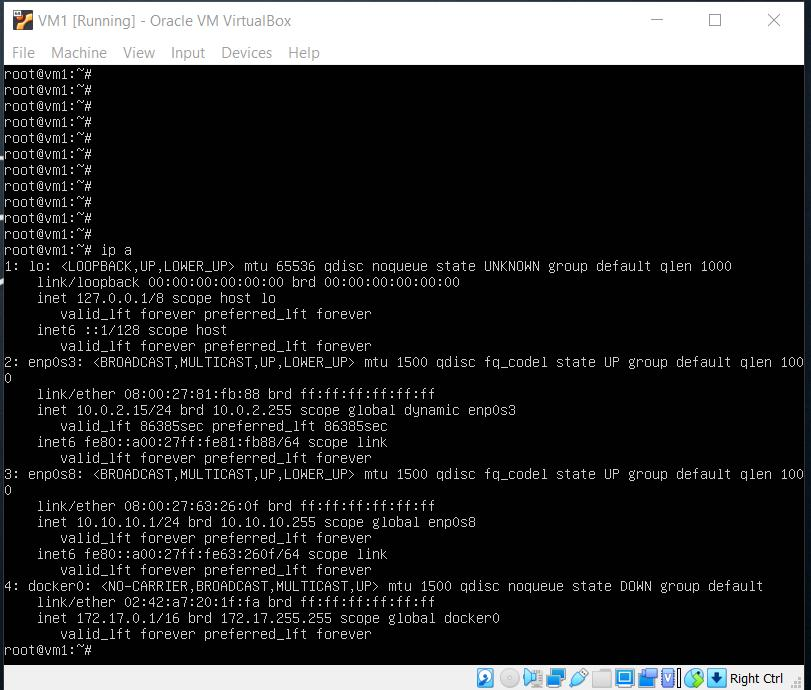 VM1 [Running] - Oracle VM VirtualBox
File Machine View Input Devices Help
root@vm1:~#
root@vm1:~#
root@vm1:~#
root@vm1:~#
root@vm1:~#
root@vm1:~#
root@vm1:~#
root@vm1:~#
root@vm1:~#
root@vm1:~#
root@vm1:~#
root@vm1:~# ip a
1: lo: <LOOPBACK,UP,LOWER_UP> mtu 65536 qdisc noqueue state UNKNOWN group default qlen 1000
    link/loopback 00:00:00:00:00:00 brd 00:00:00:00:00:00
    inet 127.0.0.1/8 scope host lo
       valid_lft forever preferred_lft forever
    inet6 ::1/128 scope host
       valid_lft forever preferred_lft forever
2: enp0s3: <BROADCAST,MULTICAST,UP,LOWER_UP> mtu 1500 qdisc fq_codel state UP group default qlen 100
0
    link/ether 08:00:27:81:fb:88 brd ff:ff:ff:ff:ff:ff
    inet 10.0.2.15/24 brd 10.0.2.255 scope global dynamic enp0s3
       valid_lft 86385sec preferred_lft 86385sec
    inet6 fe80::a00:27ff:fe81:fb88/64 scope link
       valid_lft forever preferred_lft forever
3: enp0s8: <BROADCAST,MULTICAST,UP,LOWER_UP> mtu 1500 qdisc fq_codel state UP group default qlen 100
0
    link/ether 08:00:27:63:26:0f brd ff:ff:ff:ff:ff:ff
    inet 10.10.10.1/24 brd 10.10.10.255 scope global enp0s8
       valid_lft forever preferred_lft forever
    inet6 fe80::a00:27ff:fe63:260f/64 scope link
       valid_lft forever preferred_lft forever
4: docker0: <NO-CARRIER,BROADCAST,MULTICAST,UP> mtu 1500 qdisc noqueue state DOWN group default
    link/ether 02:42:a7:20:1f:fa brd ff:ff:ff:ff:ff:ff
    inet 172.17.0.1/16 brd 172.17.255.255 scope global docker0
       valid_lft forever preferred_lft forever
root@vm1:~#
Right Ctrl